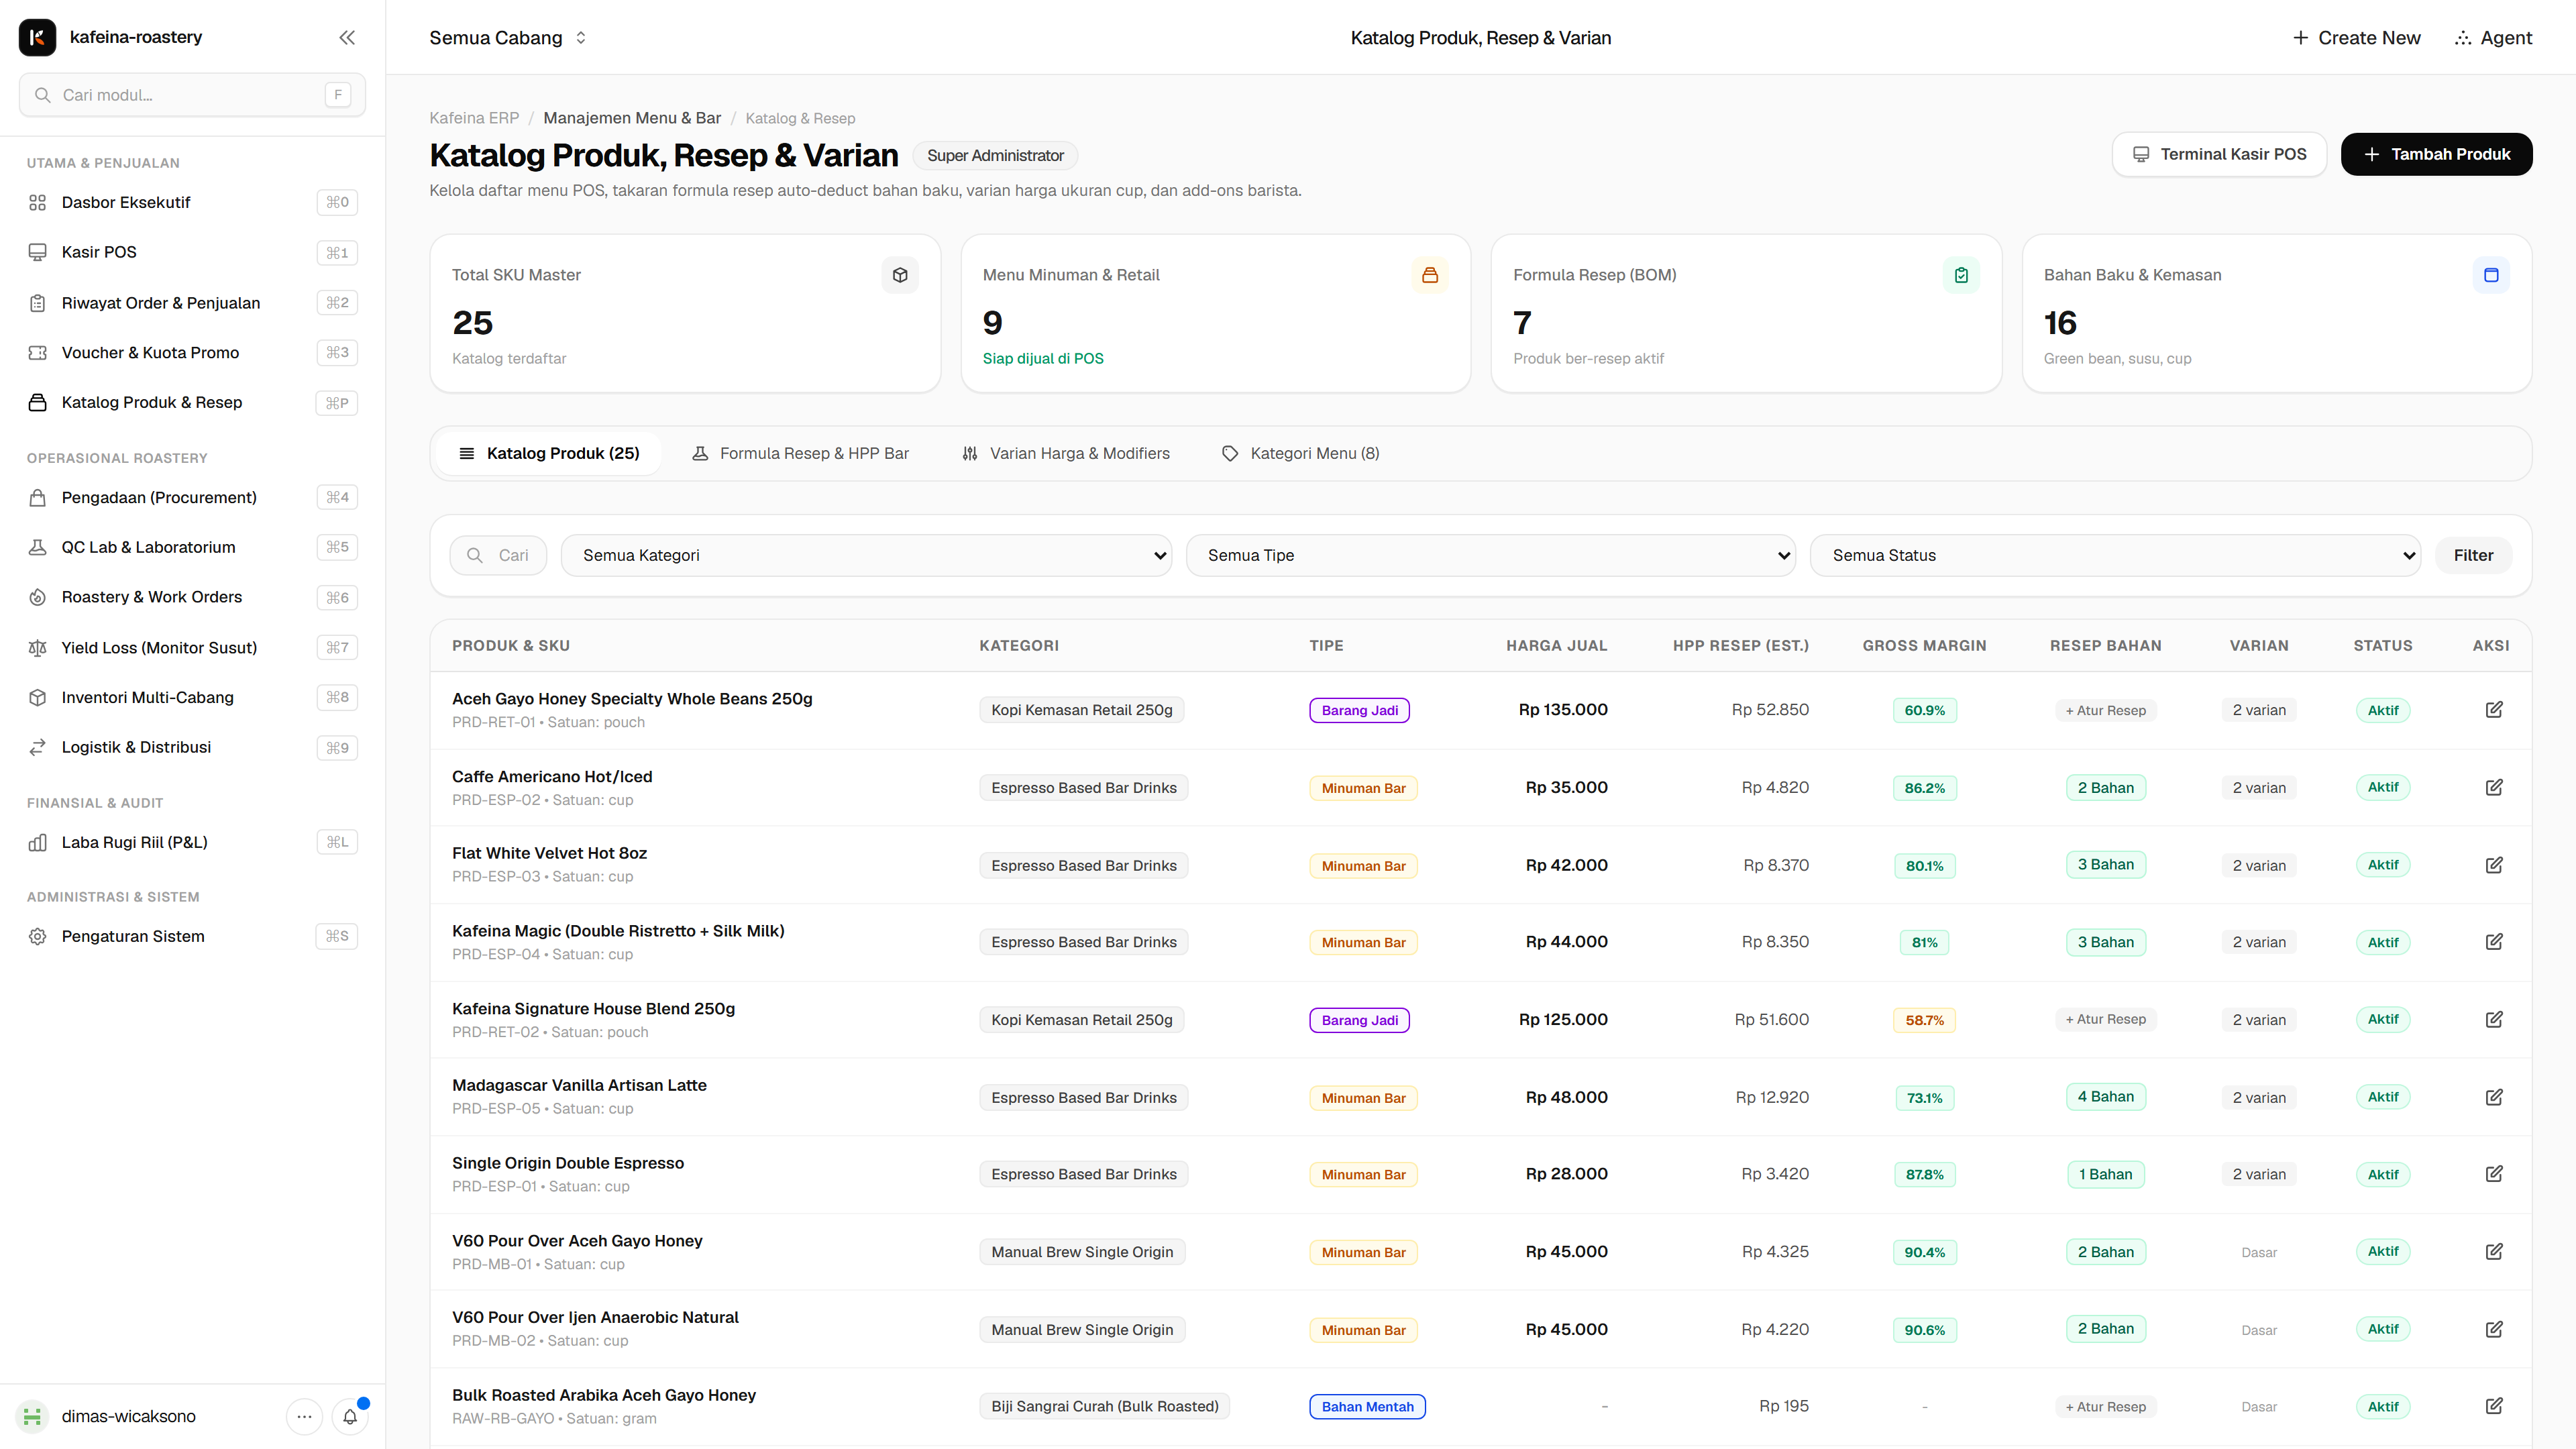 kafeina-roastery
Cari modul... F
UTAMA & PENJUALAN
Dasbor Eksekutif ⌘0
Kasir POS ⌘1
Riwayat Order & Penjualan ⌘2
Voucher & Kuota Promo ⌘3
Katalog Produk & Resep ⌘P
OPERASIONAL ROASTERY
Pengadaan (Procurement) ⌘4
QC Lab & Laboratorium ⌘5
Roastery & Work Orders ⌘6
Yield Loss (Monitor Susut) ⌘7
Inventori Multi-Cabang ⌘8
Logistik & Distribusi ⌘9
FINANSIAL & AUDIT
Laba Rugi Riil (P&L) ⌘L
ADMINISTRASI & SISTEM
Pengaturan Sistem ⌘S
dimas-wicaksono
Semua Cabang Katalog Produk, Resep & Varian Create New Agent
Kafeina ERP / Manajemen Menu & Bar / Katalog & Resep
Katalog Produk, Resep & Varian Super Administrator
Kelola daftar menu POS, takaran formula resep auto-deduct bahan baku, varian harga ukuran cup, dan add-ons barista.
Terminal Kasir POS Tambah Produk
Total SKU Master
25
Katalog terdaftar
Menu Minuman & Retail
9
Siap dijual di POS
Formula Resep (BOM)
7
Produk ber-resep aktif
Bahan Baku & Kemasan
16
Green bean, susu, cup
Katalog Produk (25) Formula Resep & HPP Bar Varian Harga & Modifiers Kategori Menu (8)
Cari Semua Kategori Semua Tipe Semua Status Filter
PRODUK & SKU KATEGORI TIPE HARGA JUAL HPP RESEP (EST.) GROSS MARGIN RESEP BAHAN VARIAN STATUS AKSI
Aceh Gayo Honey Specialty Whole Beans 250g
PRD-RET-01 • Satuan: pouch
Kopi Kemasan Retail 250g Barang Jadi Rp 135.000 Rp 52.850 60.9% + Atur Resep 2 varian Aktif
Caffe Americano Hot/Iced
PRD-ESP-02 • Satuan: cup
Espresso Based Bar Drinks Minuman Bar Rp 35.000 Rp 4.820 86.2% 2 Bahan 2 varian Aktif
Flat White Velvet Hot 8oz
PRD-ESP-03 • Satuan: cup
Espresso Based Bar Drinks Minuman Bar Rp 42.000 Rp 8.370 80.1% 3 Bahan 2 varian Aktif
Kafeina Magic (Double Ristretto + Silk Milk)
PRD-ESP-04 • Satuan: cup
Espresso Based Bar Drinks Minuman Bar Rp 44.000 Rp 8.350 81% 3 Bahan 2 varian Aktif
Kafeina Signature House Blend 250g
PRD-RET-02 • Satuan: pouch
Kopi Kemasan Retail 250g Barang Jadi Rp 125.000 Rp 51.600 58.7% + Atur Resep 2 varian Aktif
Madagascar Vanilla Artisan Latte
PRD-ESP-05 • Satuan: cup
Espresso Based Bar Drinks Minuman Bar Rp 48.000 Rp 12.920 73.1% 4 Bahan 2 varian Aktif
Single Origin Double Espresso
PRD-ESP-01 • Satuan: cup
Espresso Based Bar Drinks Minuman Bar Rp 28.000 Rp 3.420 87.8% 1 Bahan 2 varian Aktif
V60 Pour Over Aceh Gayo Honey
PRD-MB-01 • Satuan: cup
Manual Brew Single Origin Minuman Bar Rp 45.000 Rp 4.325 90.4% 2 Bahan Dasar Aktif
V60 Pour Over Ijen Anaerobic Natural
PRD-MB-02 • Satuan: cup
Manual Brew Single Origin Minuman Bar Rp 45.000 Rp 4.220 90.6% 2 Bahan Dasar Aktif
Bulk Roasted Arabika Aceh Gayo Honey
RAW-RB-GAYO • Satuan: gram
Biji Sangrai Curah (Bulk Roasted) Bahan Mentah - Rp 195 - + Atur Resep Dasar Aktif